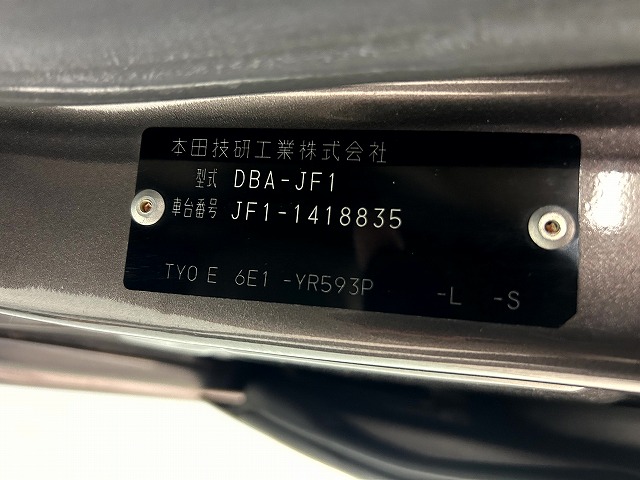 本田技研工業株式会社
型式 DBA-JF1
車台番号 JF1-1418835
TYO E 6E1 -YR593P -L -S